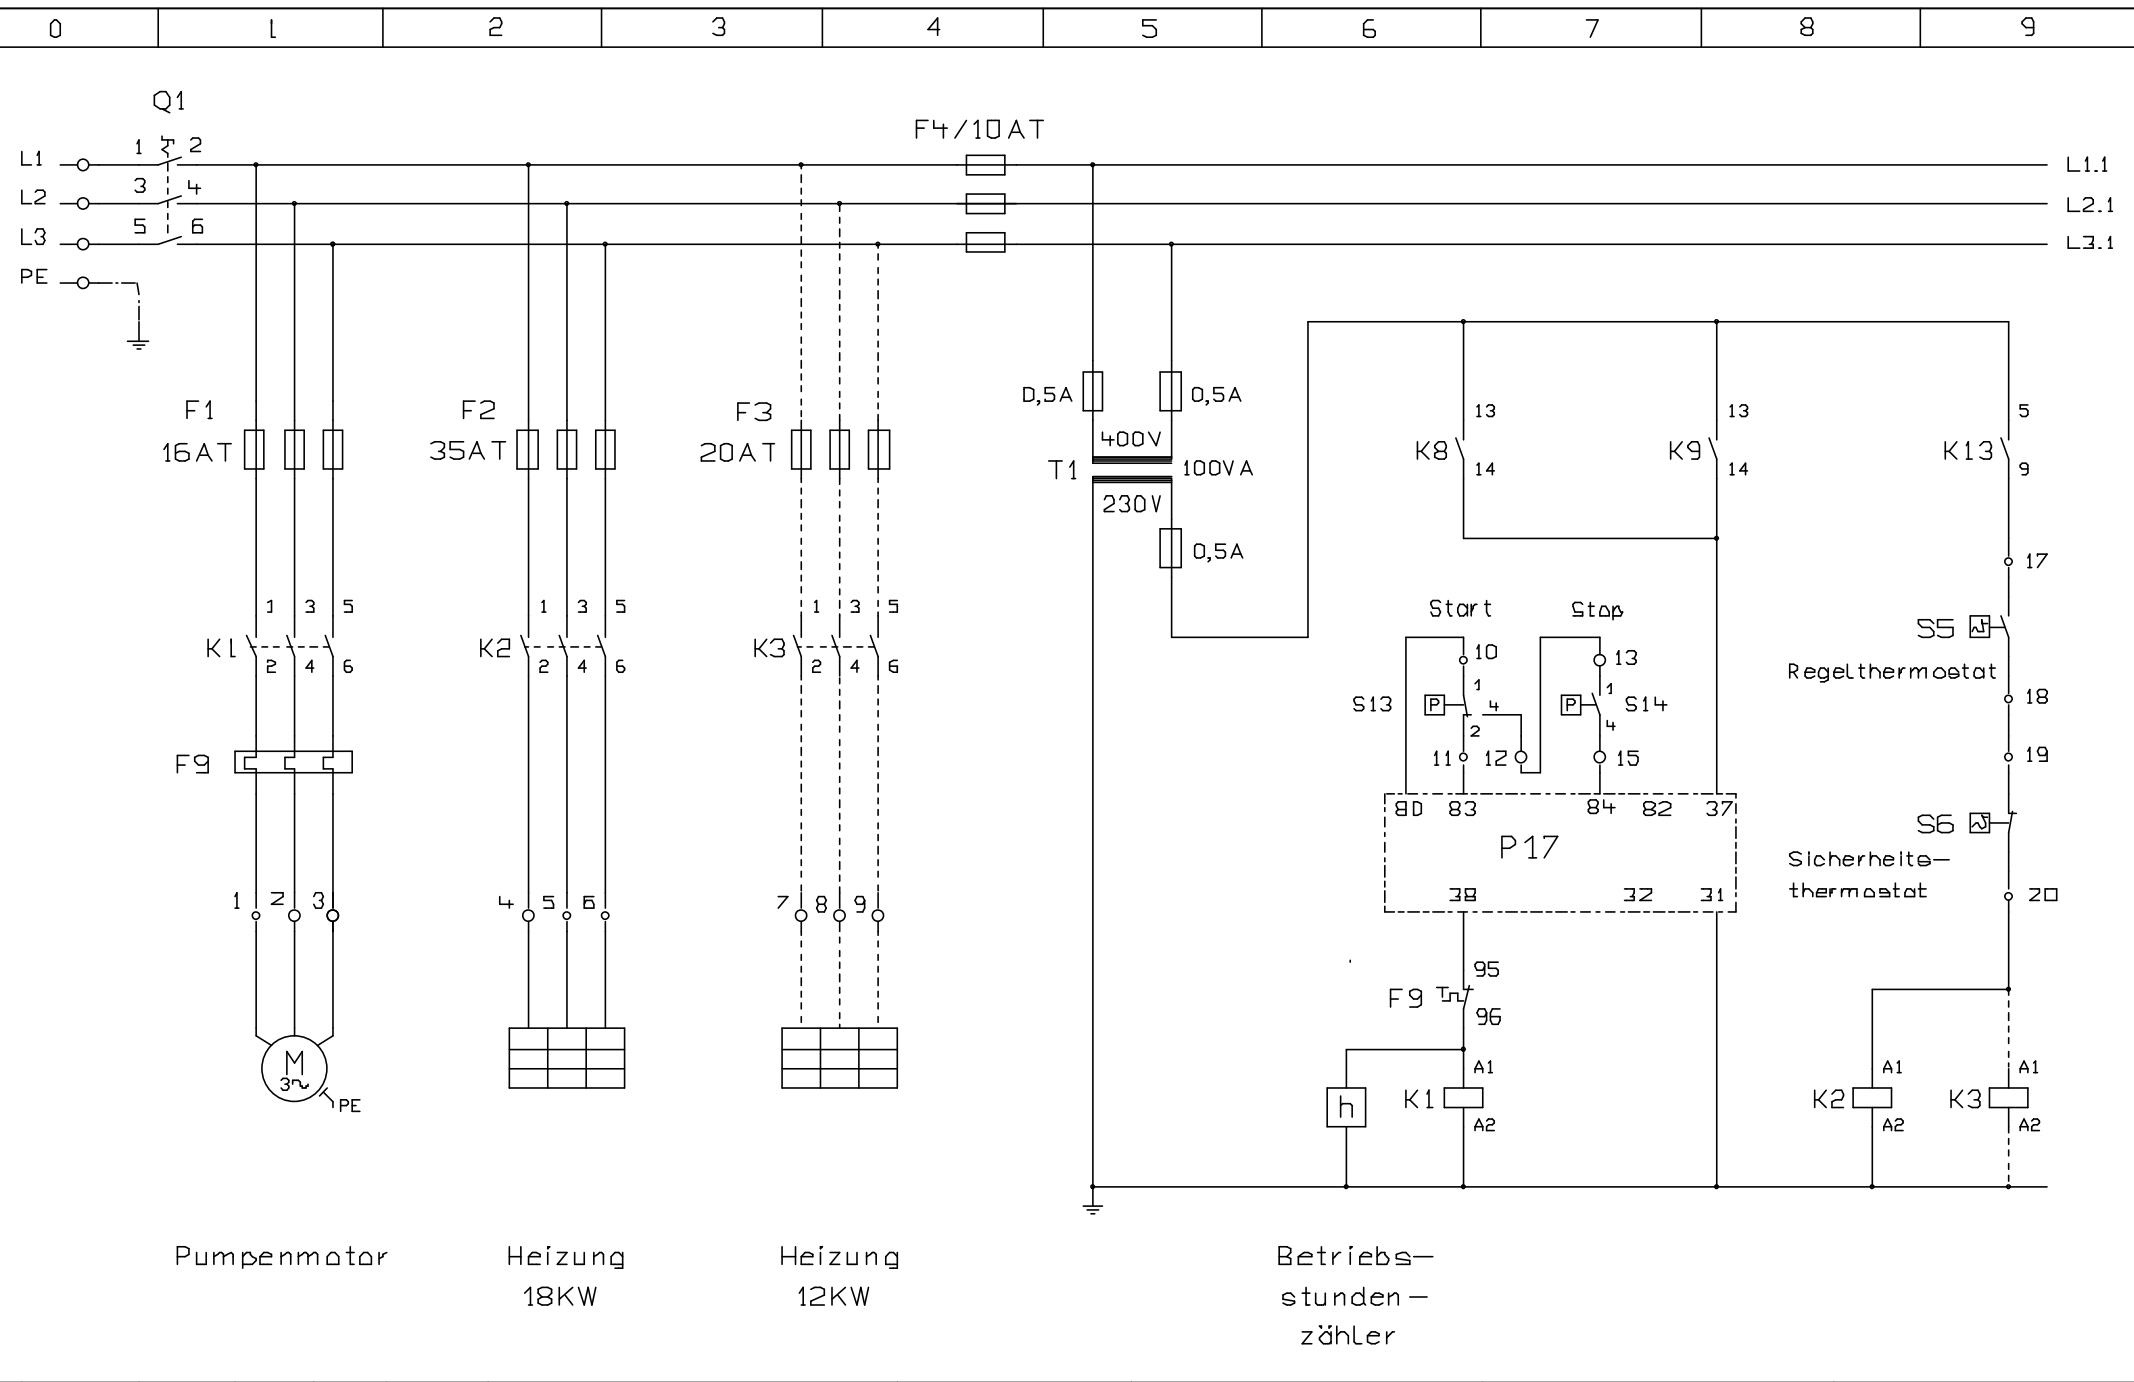 0 1 2 3 4 5 6 7 8 9
Q1
F4/10AT
1 2
L1 L1.1
3 4
L2 L2.1
5 6
L3 L3.1
PE
F1 F2 F3
16AT 35AT 20AT
0,5A 0,5A
400V
T1 100VA
230V
0,5A
13 13 5
K8 K9 K13
14 14 9
17
1 3 5 1 3 5 1 3 5
K1 K2 K3
2 4 6 2 4 6 2 4 6
Start Stop
S5
Regelthermostat
10 13
18
1 1
S13 P 4 P S14
2 4
11 12 15
19
F9
80 83 84 82 37
P17
38 32 31
S6
Sicherheits-
thermostat
20
1 2 3 4 5 6 7 8 9
95
F9
96
M
3~
PE
A1 A1 A1
h K1 K2 K3
A2 A2 A2
Pumpenmotor
Heizung
18KW
Heizung
12KW
Betriebs-
stunden-
zähler